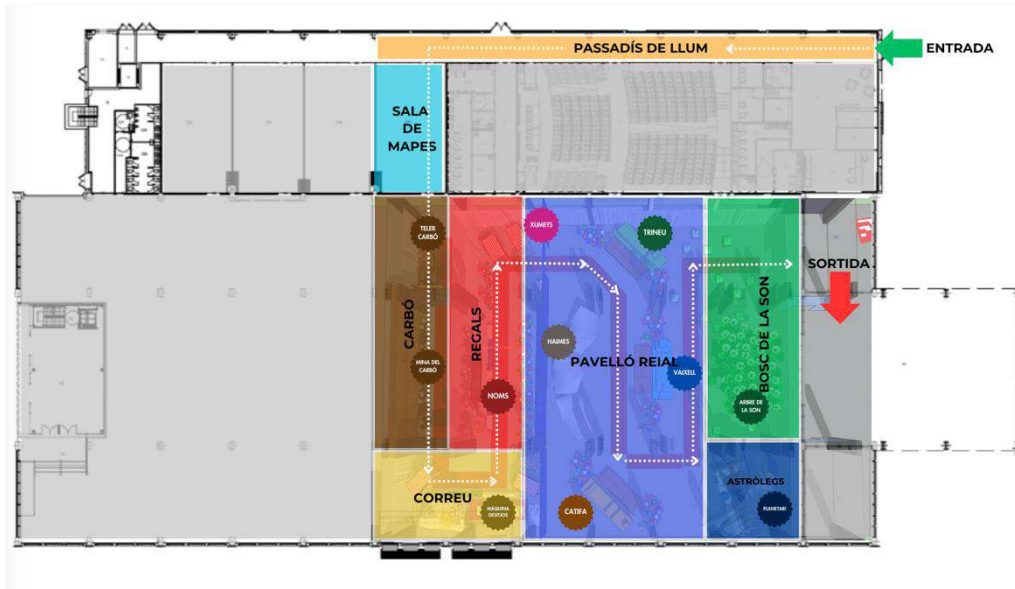 PASSADÍS DE LLUM
ENTRADA
SALA
DE
MAPES
TELER
CARBÓ
XUMETS
TRINEU
SORTIDA
CARBÓ
REGALS
HAIMES
PAVELLÓ REIAL
BOSC DE LA SON
MINA DEL
CARBÓ
VAIXELL
NOMS
ARBRE DE
LA SON
CORREU
MÀQUINA
DESITJOS
CATIFA
ASTRÒLEGS
PLANETARI